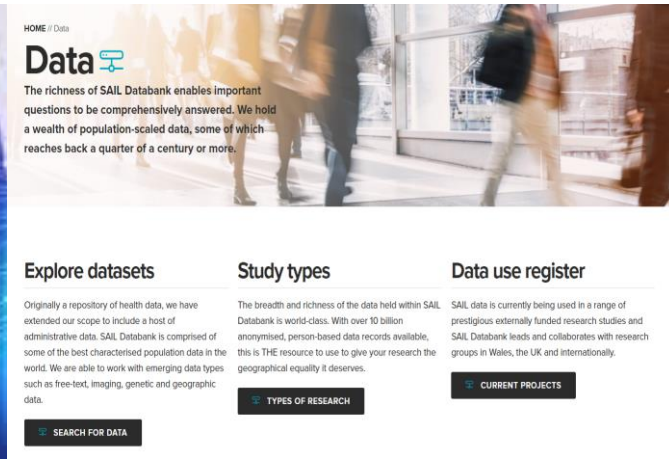 HOME // Data
Data
The richness of SAIL Databank enables important
questions to be comprehensively answered. We hold
a wealth of population-scaled data, some of which
reaches back a quarter of a century or more.
Explore datasets
Originally a repository of health data, we have
extended our scope to include a host of
administrative data. SAIL Databank is comprised of
some of the best characterised population data in the
world. We are able to work with emerging data types
such as free-text, imaging, genetic and geographic
data.
SEARCH FOR DATA
Study types
The breadth and richness of the data held within SAIL
Databank is world-class. With over 10 billion
anonymised, person-based data records available,
this is THE resource to use to give your research the
geographical equality it deserves.
TYPES OF RESEARCH
Data use register
SAIL data is currently being used in a range of
prestigious externally funded research studies and
SAIL Databank leads and collaborates with research
groups in Wales, the UK and internationally.
CURRENT PROJECTS